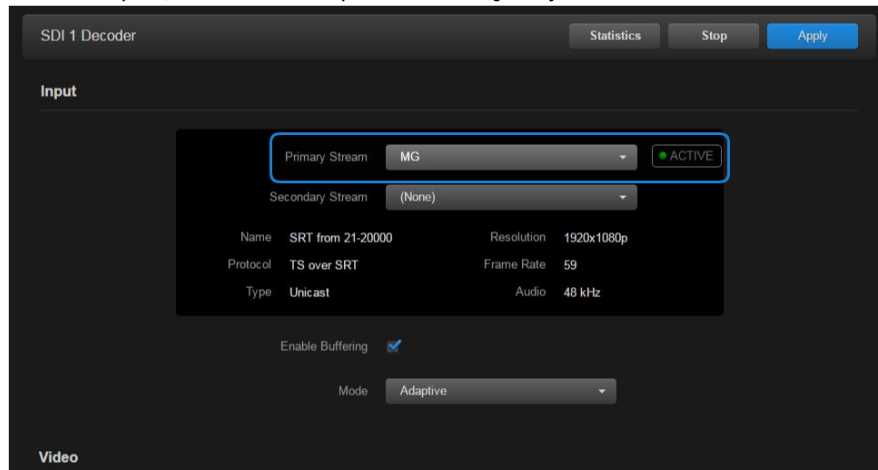 SDI 1 Decoder Statistics Stop Apply
Input
Primary Stream MG ACTIVE
Secondary Stream (None)
Name SRT from 21-20000 Resolution 1920x1080p
Protocol TS over SRT Frame Rate 59
Type Unicast Audio 48 kHz
Enable Buffering
Mode Adaptive
Video